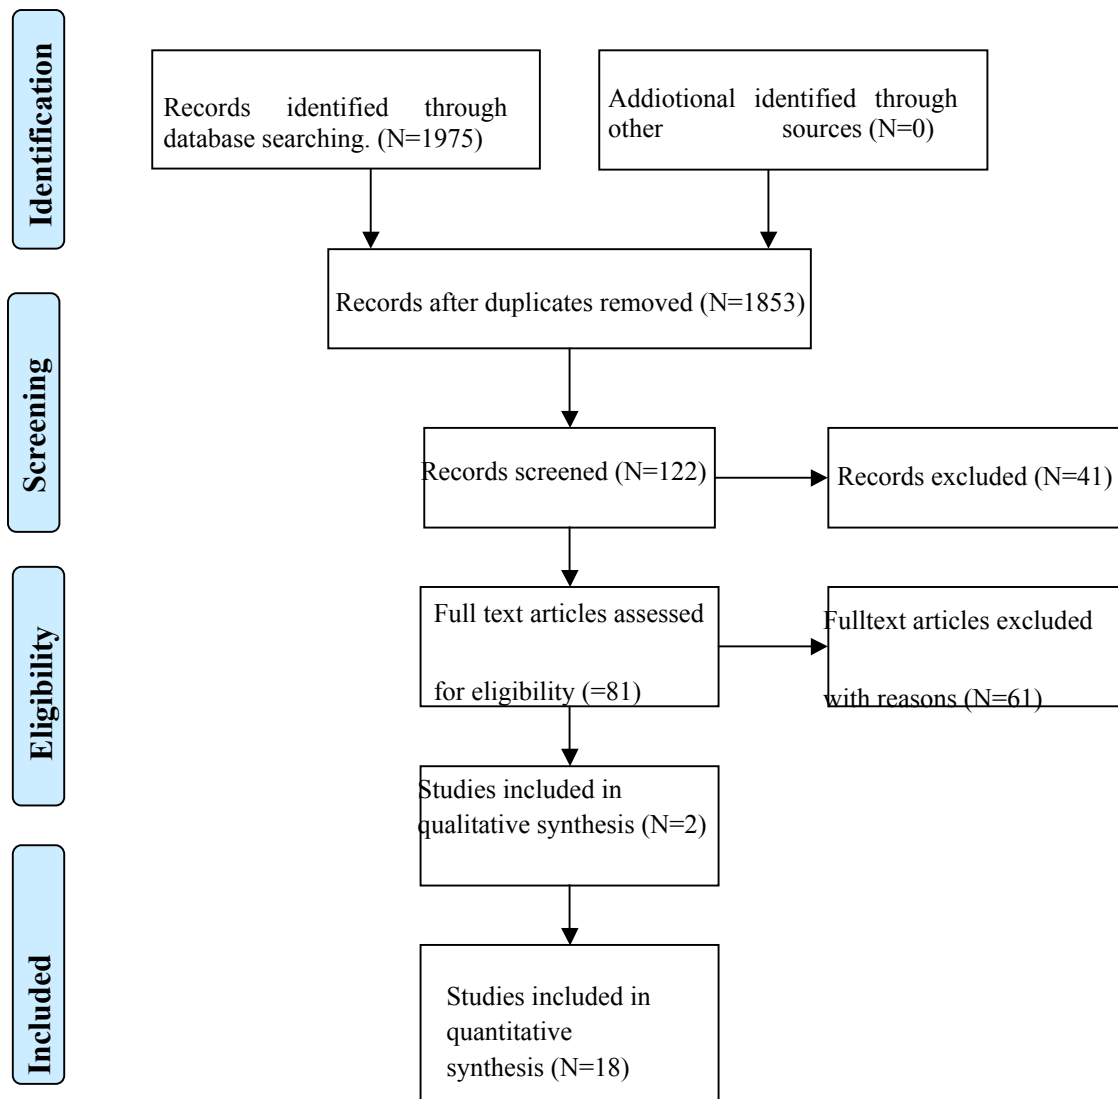 Identification
Records identified through
database searching. (N=1975)
Addiotional identified through
other sources (N=0)
Records after duplicates removed (N=1853)
Screening
Records screened (N=122)
Records excluded (N=41)
Eligibility
Full text articles assessed
for eligibility (=81)
Fulltext articles excluded
with reasons (N=61)
Studies included in
qualitative synthesis (N=2)
Included
Studies included in
quantitative
synthesis (N=18)